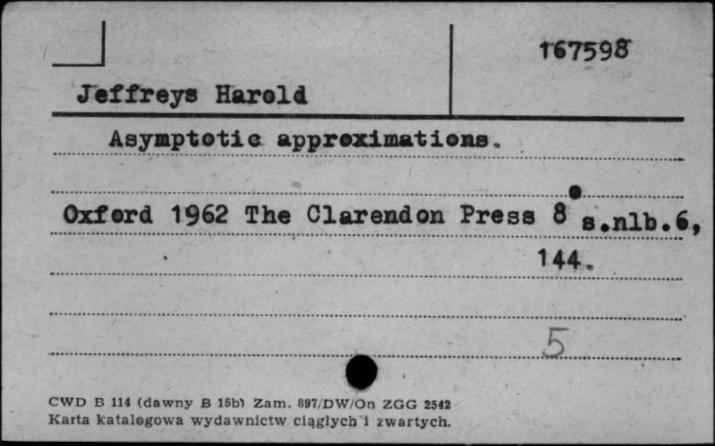 167598
Jeffreys Harold
Asymptotic approximations.
Oxford 1962 The Clarendon Press 8° s.nlb.6,
144.
5
CWD B 114 (dawny B 15b) Zam. 897/DW/On ZGG 2542
Karta katalogowa wydawnictw ciągłych i zwartych.